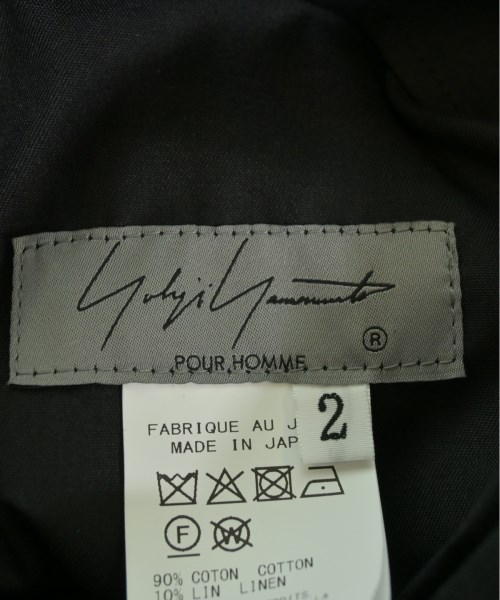 Yohji Yamamoto
®
POUR HOMME
2
FABRIQUE AU J
MADE IN JAP
F
W
90% COTON COTTON
10% LIN LINEN